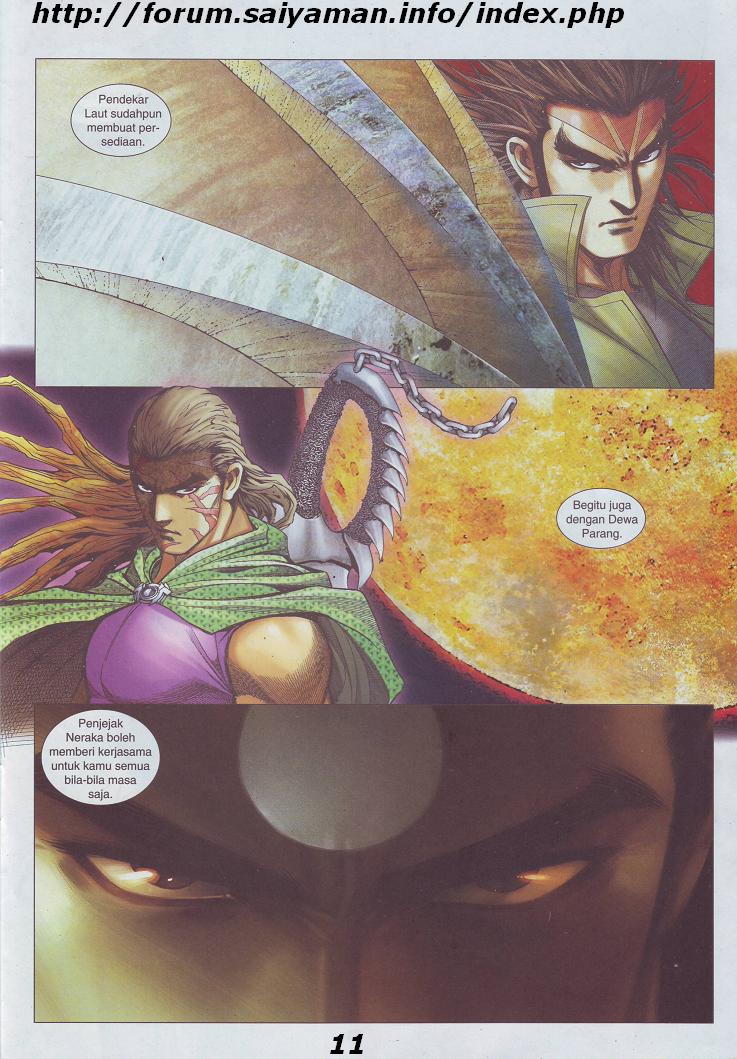 http://forum.saiyaman.info/index.php
Pendekar
Laut sudahpun
membuat per-
sediaan.
Begitu juga
dengan Dewa
Parang.
Penjejak
Neraka boleh
memberi kerjasama
untuk kamu semua
bila-bila masa
saja.
11